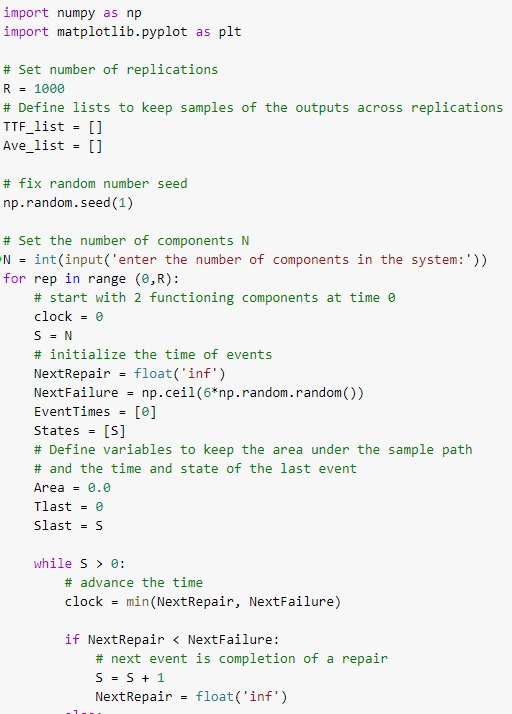 import numpy as np
import matplotlib.pyplot as plt
# Set number of replications
R = 1000
# Define lists to keep samples of the outputs across replications
TTF_list = []
Ave_list = []
# fix random number seed
np.random.seed(1)
# Set the number of components N
N = int(input('enter the number of components in the system:'))
for rep in range (0,R):
    # start with 2 functioning components at time 0
    clock = 0
    S = N
    # initialize the time of events
    NextRepair = float('inf')
    NextFailure = np.ceil(6*np.random.random())
    EventTimes = [0]
    States = [S]
    # Define variables to keep the area under the sample path
    # and the time and state of the last event
    Area = 0.0
    Tlast = 0
    Slast = S
    while S > 0:
        # advance the time
        clock = min(NextRepair, NextFailure)
        if NextRepair < NextFailure:
            # next event is completion of a repair
            S = S + 1
            NextRepair = float('inf')